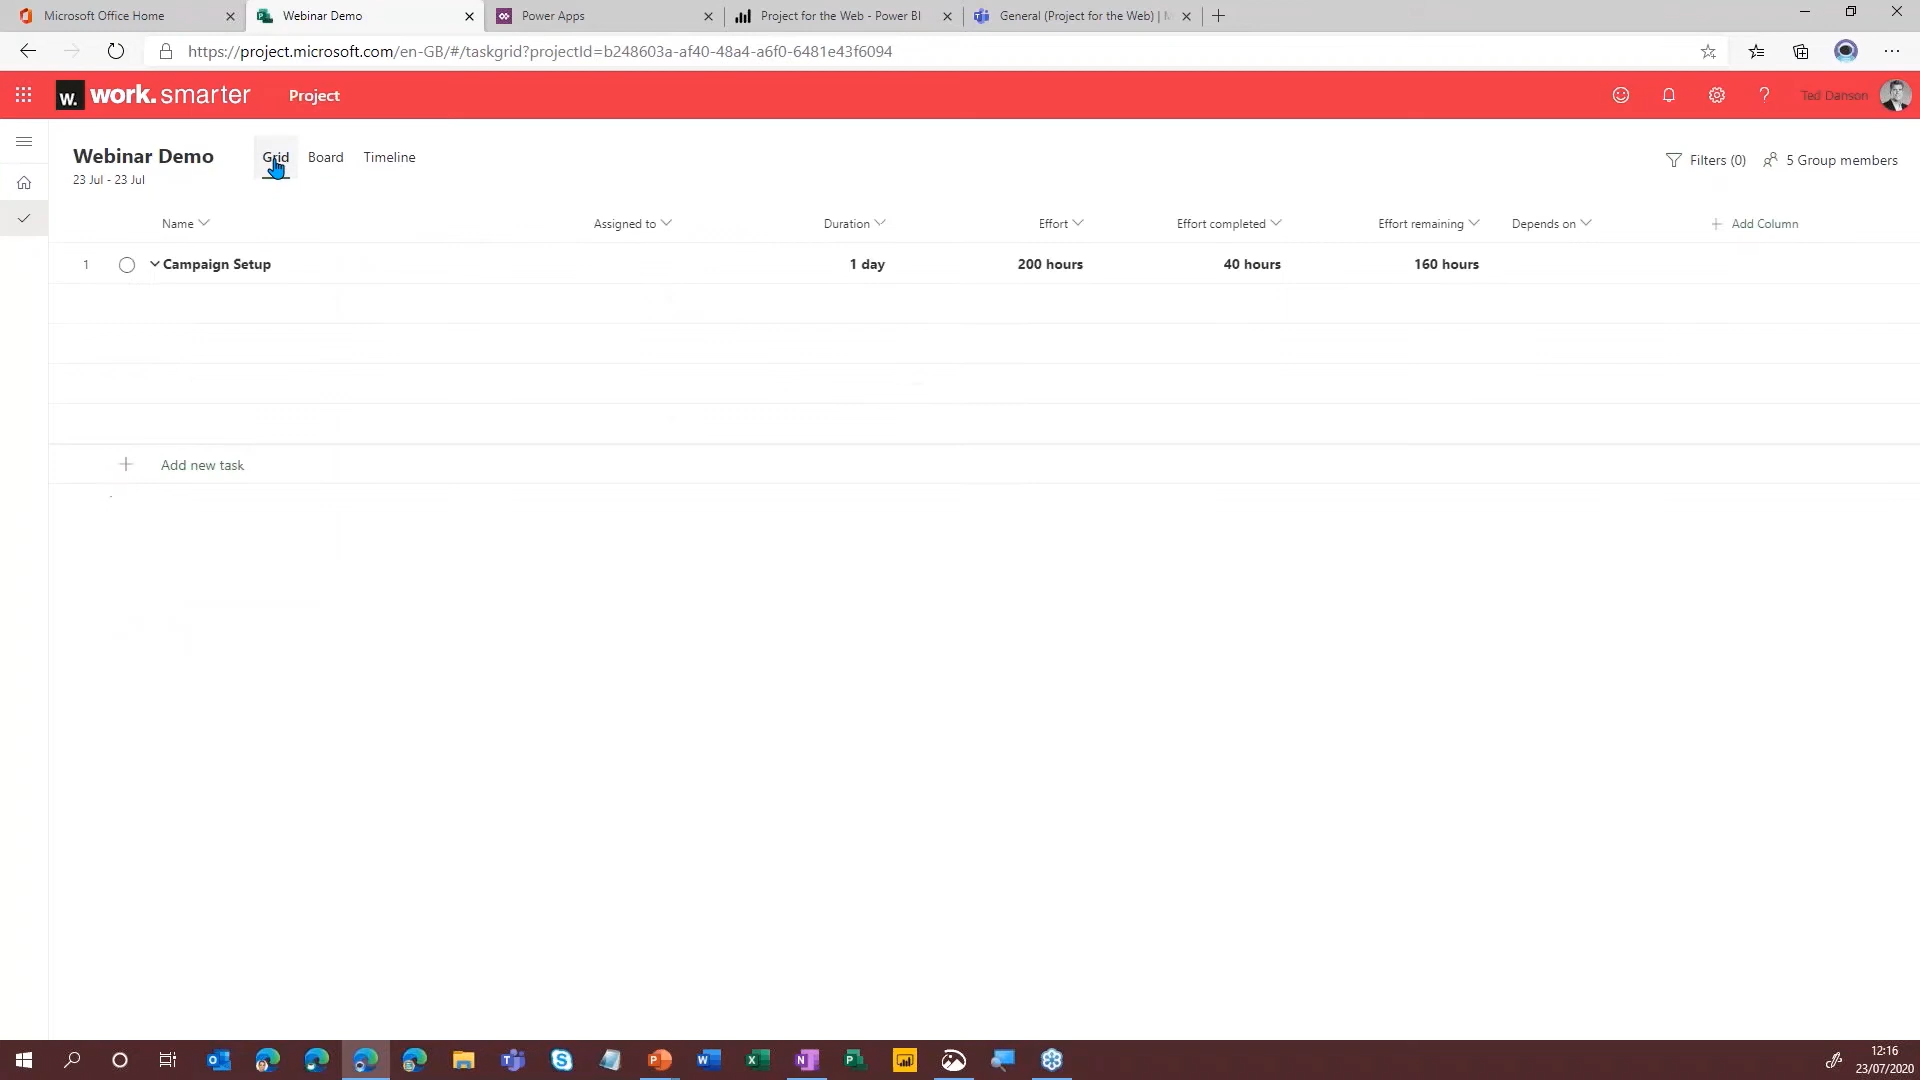 Microsoft Office Home
Webinar Demo
Power Apps
Project for the Web - Power BI
General (Project for the Web) | M
https://project.microsoft.com/en-GB/#/taskgrid?projectId=b248603a-af40-48a4-a6f0-6481e43f6094
w. work.smarter
Project
Ted Danson
Webinar Demo
Grid
Board
Timeline
23 Jul - 23 Jul
Filters (0)
5 Group members
Name
Assigned to
Duration
Effort
Effort completed
Effort remaining
Depends on
Add Column
1
Campaign Setup
1 day
200 hours
40 hours
160 hours
Add new task
12:16
23/07/2020